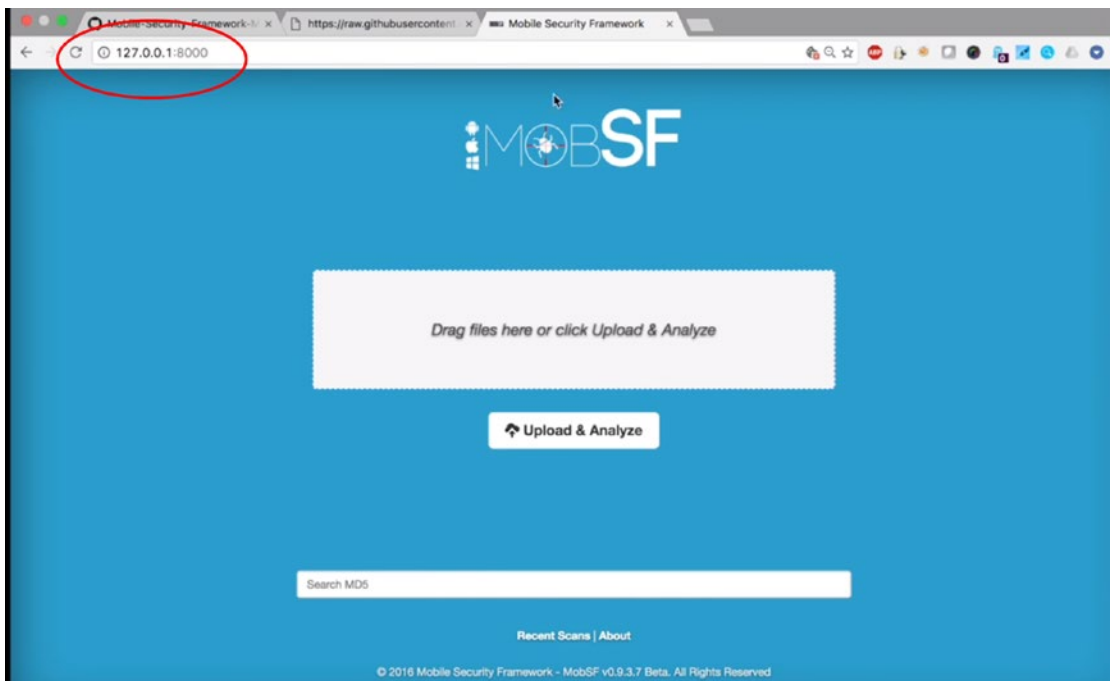 Mobile-Security-Framework-M
https://raw.githubusercontent
Mobile Security Framework
127.0.0.1:8000
ABP
MOBSF
Drag files here or click Upload & Analyze
Upload & Analyze
Search MD5
Recent Scans | About
© 2016 Mobile Security Framework - MobSF v0.9.3.7 Beta. All Rights Reserved